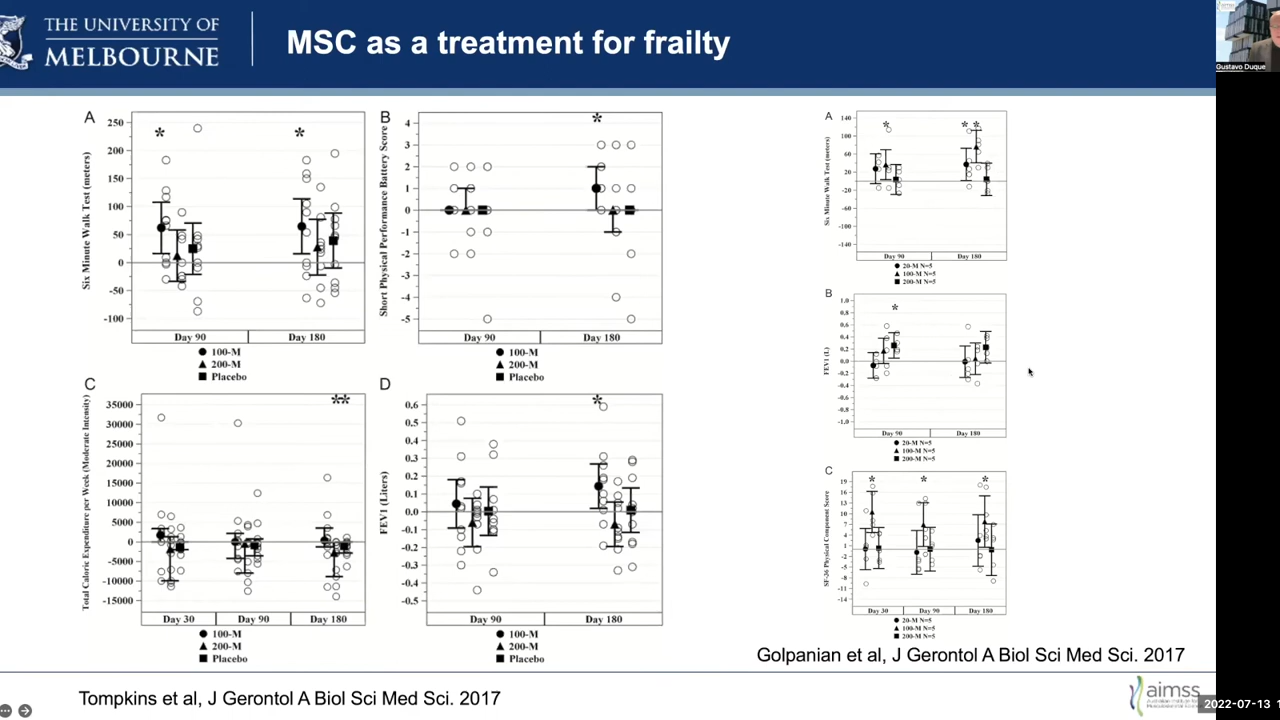 THE UNIVERSITY OF
MELBOURNE
MSC as a treatment for frailty
Gustavo Duque
A
Six Minute Walk Test (meters)
250
200
150
100
50
0
-50
-100
* *
Day 90 Day 180
100-M
200-M
Placebo
B
Short Physical Performance Battery Score
4
3
2
1
0
-1
-2
-3
-4
-5
*
Day 90 Day 180
100-M
200-M
Placebo
C
Total Caloric Expenditure per Week (Moderate Intensity)
35000
30000
25000
20000
15000
10000
5000
0
-5000
-10000
-15000
**
Day 30 Day 90 Day 180
100-M
200-M
Placebo
D
FEV1 (Liters)
0.6
0.5
0.4
0.3
0.2
0.1
0.0
-0.1
-0.2
-0.3
-0.4
-0.5
*
Day 90 Day 180
100-M
200-M
Placebo
A
Six Minute Walk Test (meters)
140
100
60
20
-20
-60
-100
-140
* * *
Day 90 Day 180
20-M N=5
100-M N=5
200-M N=5
B
FEV1 (L)
1.0
0.8
0.6
0.4
0.2
0.0
-0.2
-0.4
-0.6
-0.8
-1.0
*
Day 90 Day 180
20-M N=5
100-M N=5
200-M N=5
C
SF-36 Physical Component Score
19
16
13
10
7
4
1
-2
-5
-8
-11
-14
* * *
Day 30 Day 90 Day 180
20-M N=5
100-M N=5
200-M N=5
Golpanian et al, J Gerontol A Biol Sci Med Sci. 2017
Tompkins et al, J Gerontol A Biol Sci Med Sci. 2017
aimss
2022-07-13